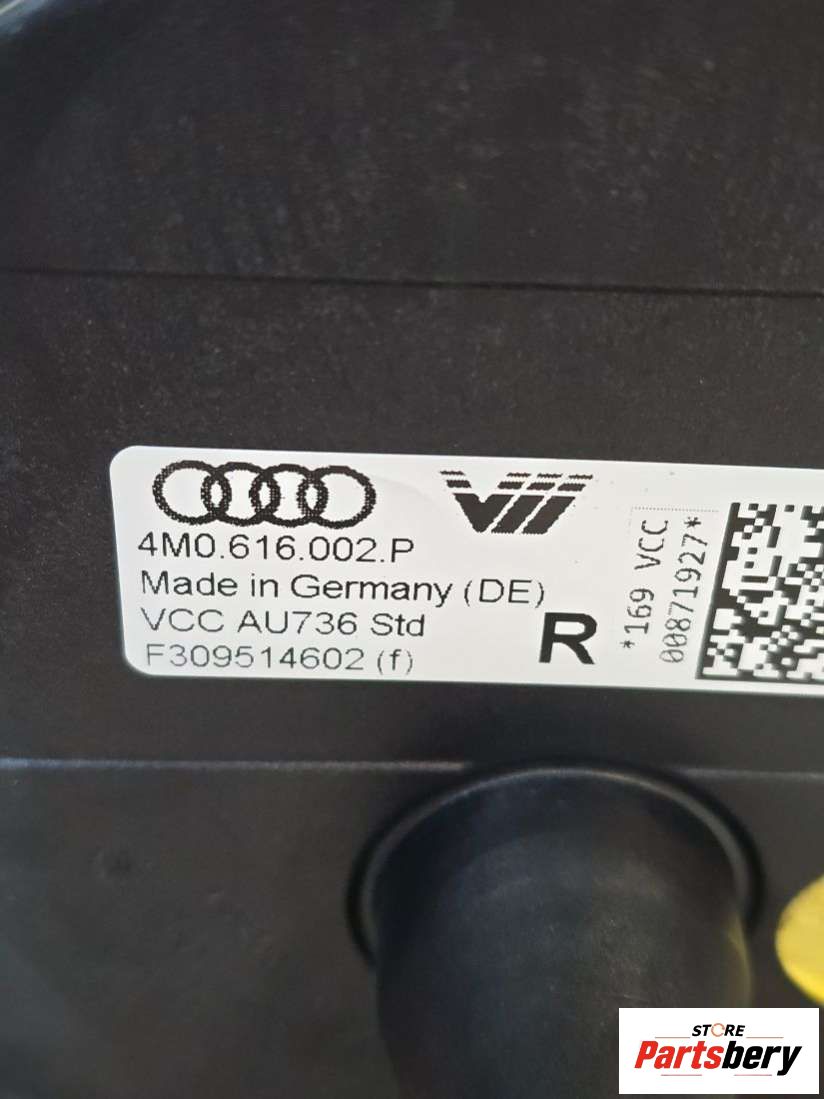 4M0.616.002.P
Made in Germany (DE)
VCC AU736 Std
F309514602 (f)
R
*169 VCC
00871927*
STORE
Partsbery